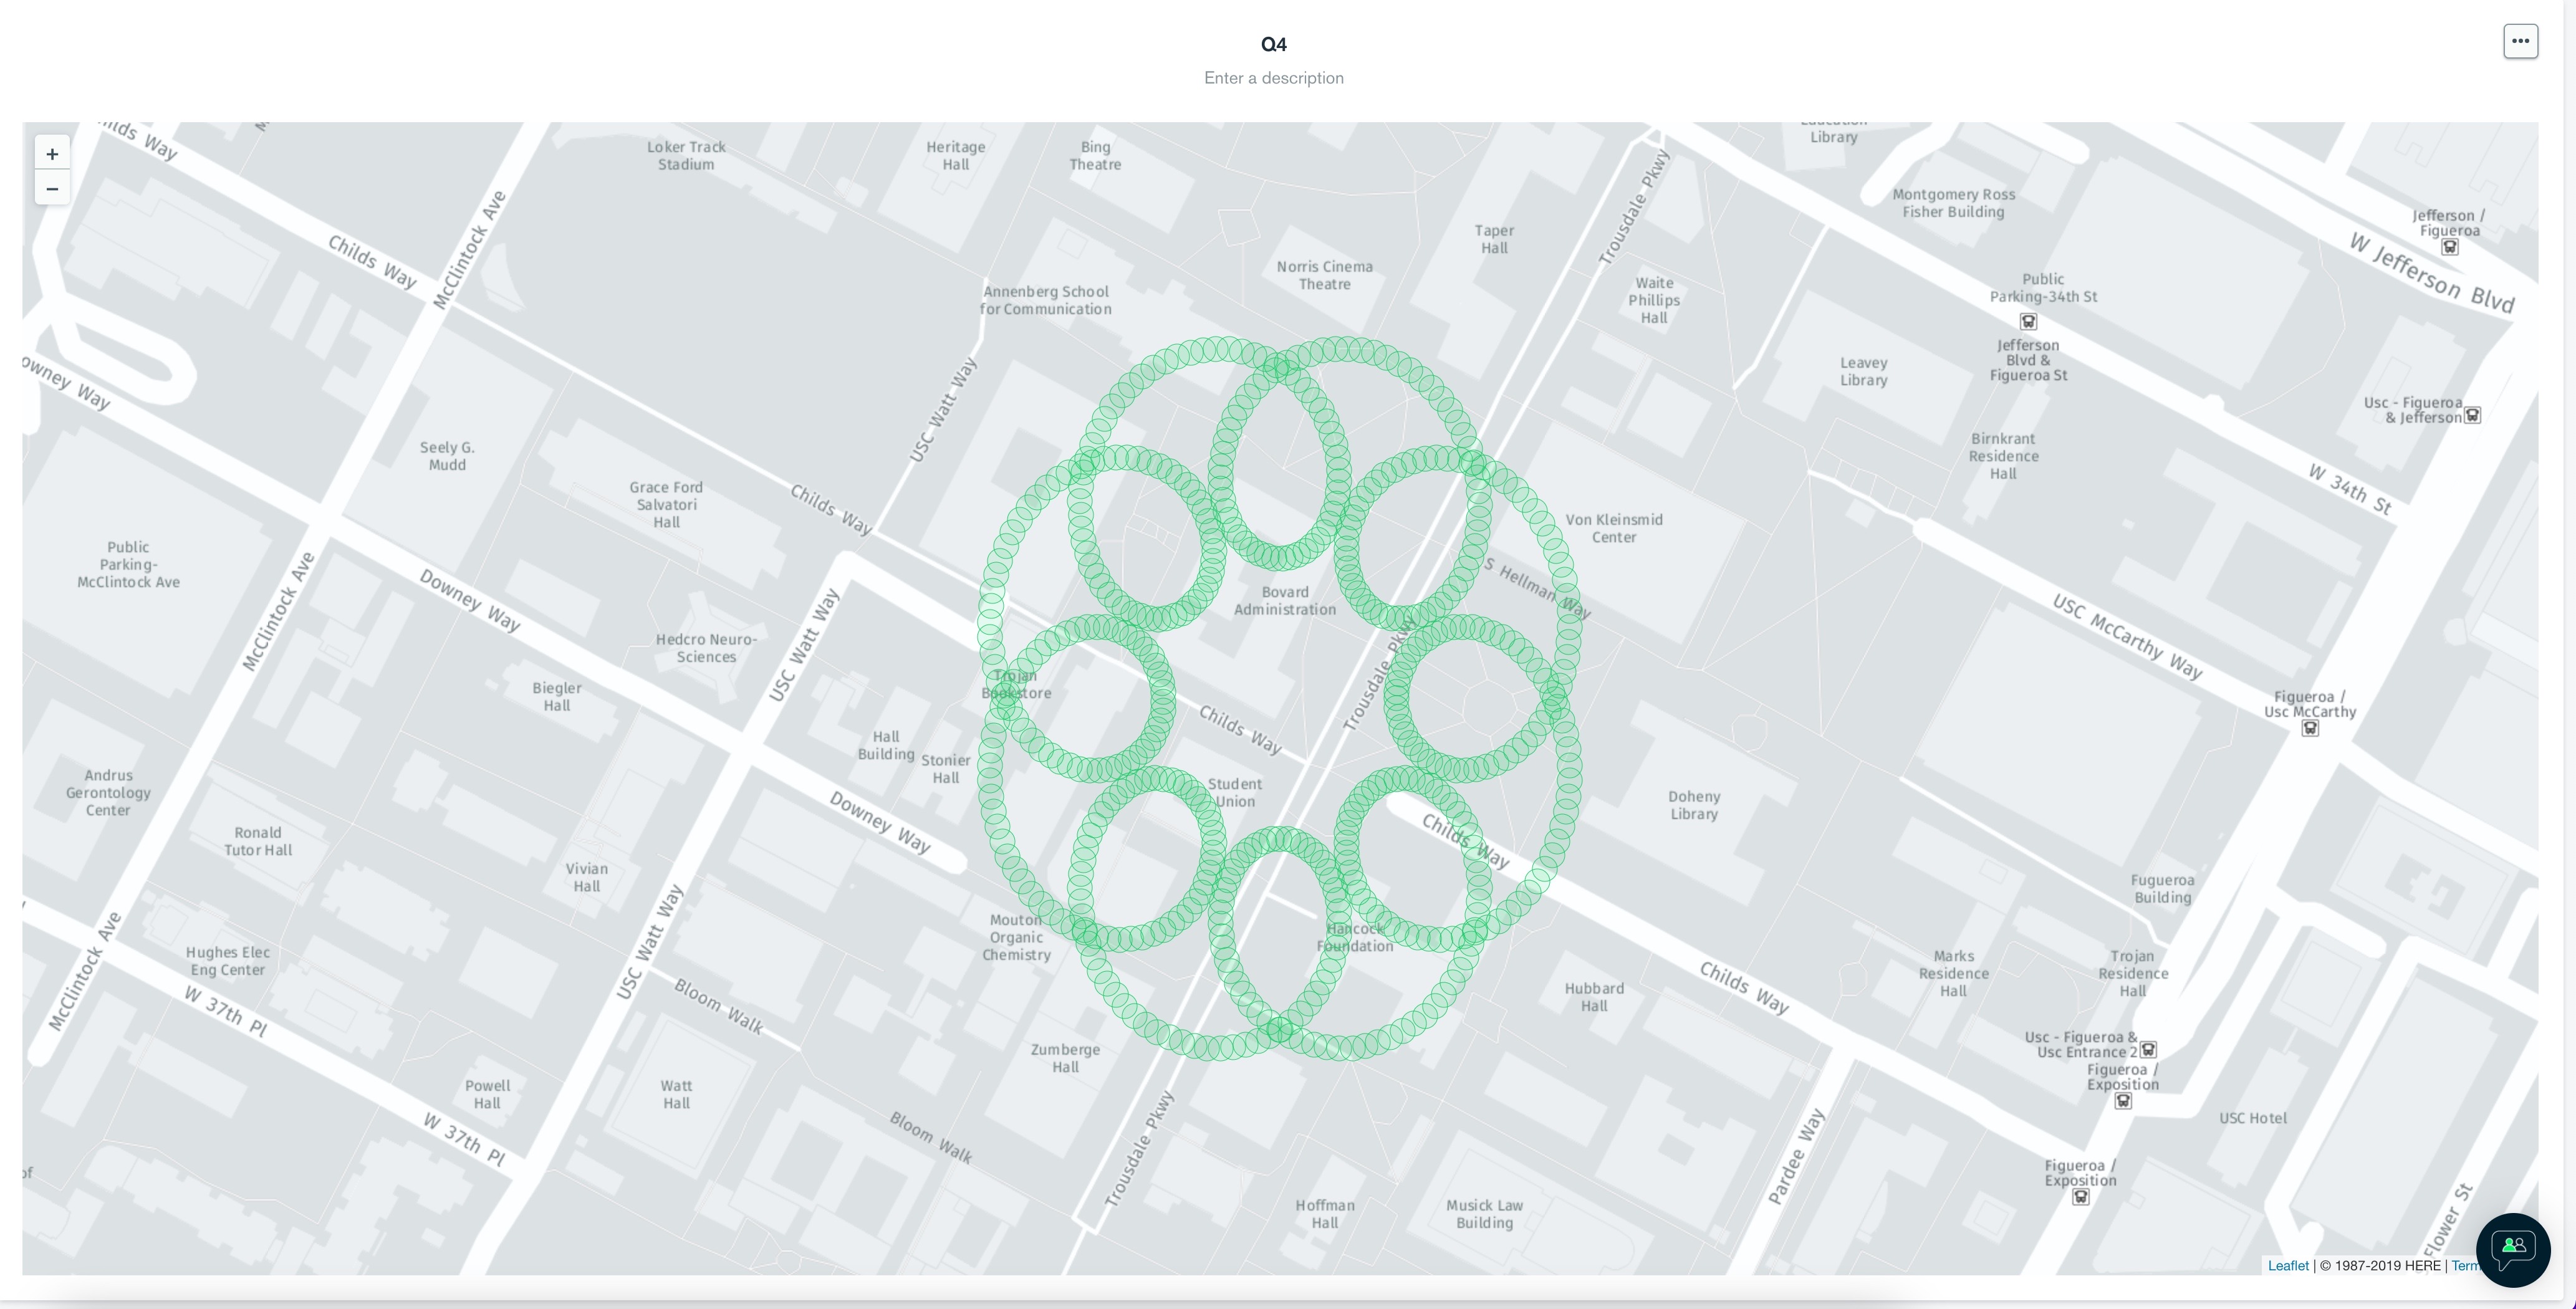 Q4
Enter a description
+
−
Childs Way
Loker Track
Stadium
Heritage
Hall
Bing
Theatre
Library
Trousdale Pkwy
Montgomery Ross
Fisher Building
McClintock Ave
Childs Way
Taper
Hall
Jefferson /
Figueroa
W Jefferson Blvd
Norris Cinema
Theatre
Annenberg School
for Communication
Waite
Phillips
Hall
Public
Parking-34th St
Jefferson
Blvd &
Figueroa St
Leavey
Library
Usc - Figueroa
& Jefferson
owney Way
USC Watt Way
Seely G.
Mudd
Birnkrant
Residence
Hall
W 34th St
Grace Ford
Salvatori
Hall
Childs Way
Von Kleinsmid
Center
Public
Parking-
McClintock Ave
McClintock Ave
Downey Way
S Hellman Way
Bovard
Administration
USC McCarthy Way
Hedcro Neuro-
Sciences
USC Watt Way
Trousdale Pkwy
Trojan
Bookstore
Biegler
Hall
Figueroa /
Usc McCarthy
Childs Way
Hall
Building
Stonier
Hall
Andrus
Gerontology
Center
Student
Union
Doheny
Library
Downey Way
Childs Way
Ronald
Tutor Hall
Vivian
Hall
Fugueroa
Building
Mouton
Organic
Chemistry
Hancock
Foundation
McClintock Ave
USC Watt Way
Hughes Elec
Eng Center
Marks
Residence
Hall
Trojan
Residence
Hall
Childs Way
Hubbard
Hall
W 37th Pl
Bloom Walk
Usc - Figueroa &
Usc Entrance 2
Figueroa /
Exposition
Zumberge
Hall
Powell
Hall
Watt
Hall
USC Hotel
W 37th Pl
Bloom Walk
Trousdale Pkwy
Pardee Way
Figueroa /
Exposition
Hoffman
Hall
Musick Law
Building
Flower St
of
Leaflet | © 1987-2019 HERE | Term